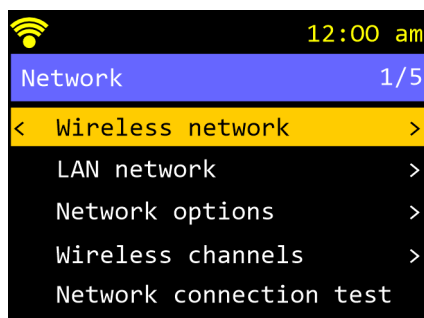 12:00 am
Network 1/5
< Wireless network >
LAN network >
Network options >
Wireless channels >
Network connection test